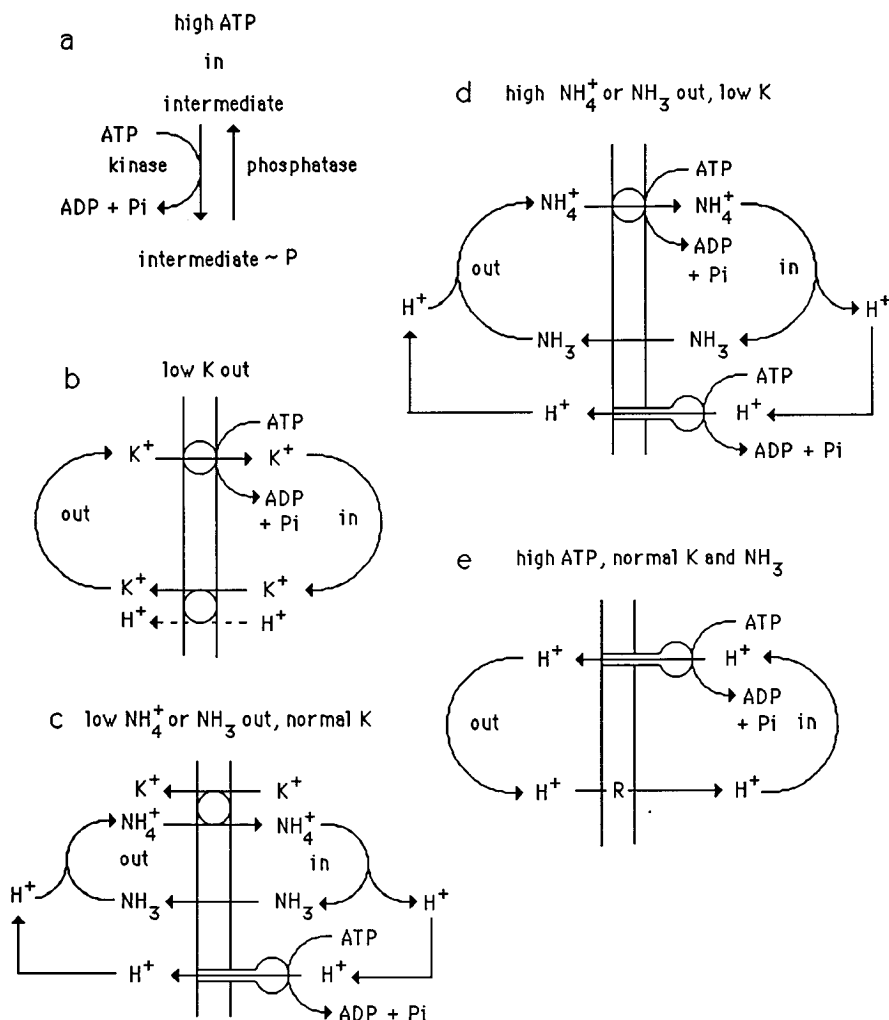 a
high ATP
in
intermediate
ATP
kinase
phosphatase
ADP + Pi
intermediate ~ P
b
low K out
ATP
K⁺
K⁺
ADP
+ Pi
out
in
K⁺
K⁺
H⁺
H⁺
c low NH₄⁺ or NH₃ out, normal K
K⁺
K⁺
NH₄⁺
NH₄⁺
out
in
H⁺
NH₃
NH₃
H⁺
ATP
H⁺
H⁺
ADP + Pi
d high NH₄⁺ or NH₃ out, low K
ATP
NH₄⁺
NH₄⁺
ADP
+ Pi
out
in
H⁺
H⁺
NH₃
NH₃
ATP
H⁺
H⁺
ADP + Pi
e high ATP, normal K and NH₃
ATP
H⁺
H⁺
ADP
+ Pi
out
in
H⁺
R
H⁺